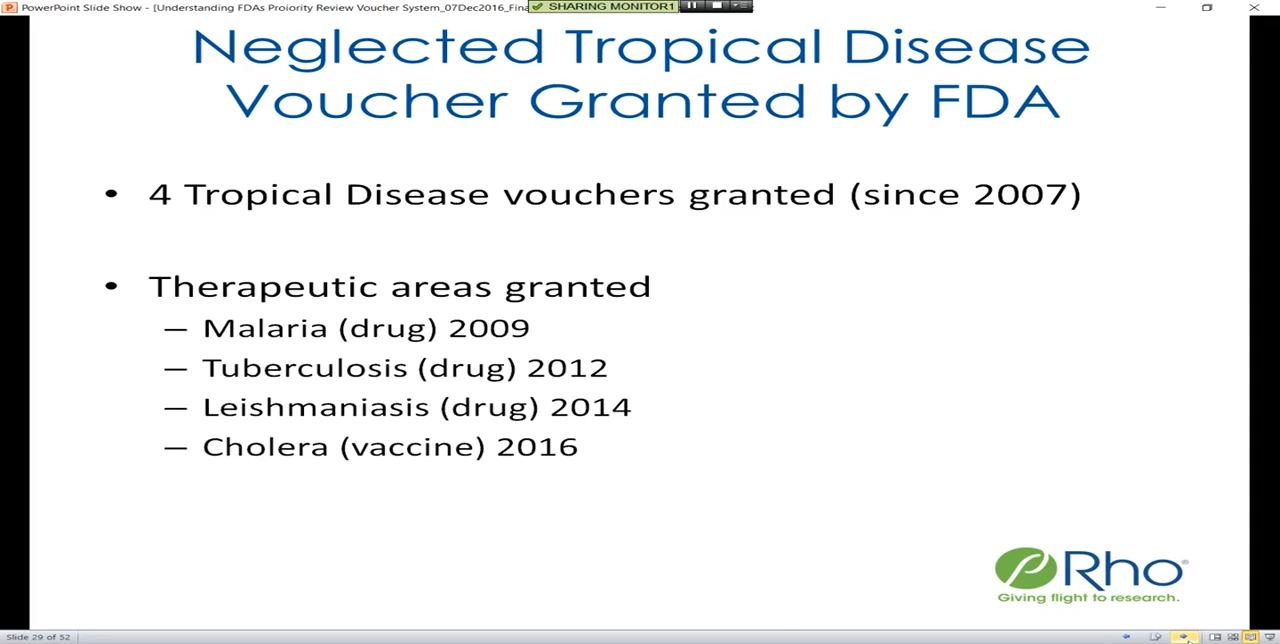 PowerPoint Slide Show - [Understanding FDAs Proiority Review Voucher System_07Dec2016_Fina
SHARING MONITOR1
Neglected Tropical Disease
Voucher Granted by FDA
• 4 Tropical Disease vouchers granted (since 2007)
• Therapeutic areas granted
– Malaria (drug) 2009
– Tuberculosis (drug) 2012
– Leishmaniasis (drug) 2014
– Cholera (vaccine) 2016
Rho®
Giving flight to research.
Slide 29 of 52